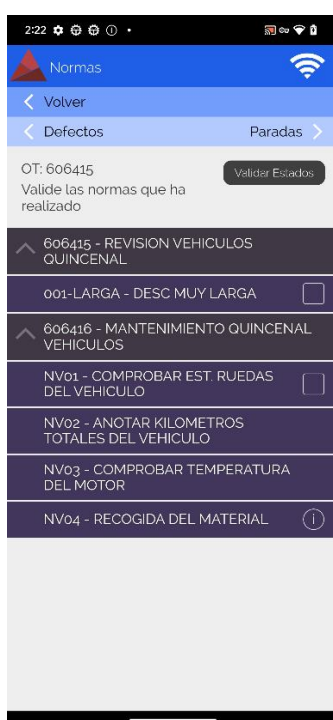 2:22
Normas
Volver
Defectos Paradas
OT: 606415
Validar Estados
Valide las normas que ha
realizado
606415 - REVISION VEHICULOS
QUINCENAL
001-LARGA - DESC MUY LARGA
606416 - MANTENIMIENTO QUINCENAL
VEHICULOS
NV01 - COMPROBAR EST. RUEDAS
DEL VEHICULO
NV02 - ANOTAR KILOMETROS
TOTALES DEL VEHICULO
NV03 - COMPROBAR TEMPERATURA
DEL MOTOR
NV04 - RECOGIDA DEL MATERIAL